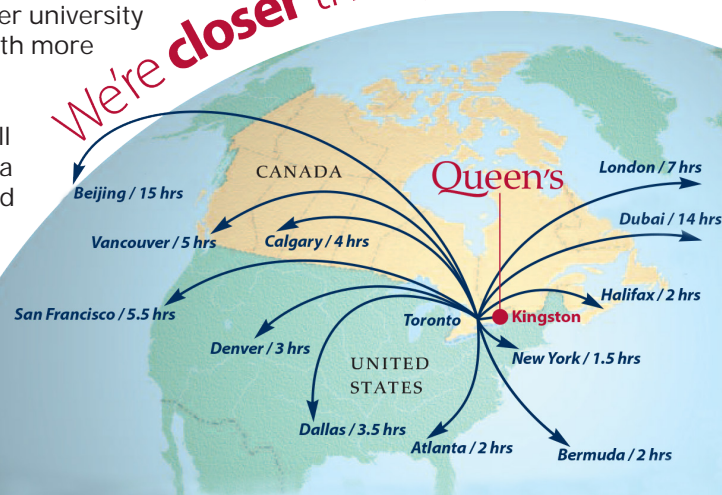 er university
th more
We're closer
ll
a
d
CANADA
Queen's
London / 7 hrs
Beijing / 15 hrs
Dubai / 14 hrs
Vancouver / 5 hrs
Calgary / 4 hrs
Halifax / 2 hrs
San Francisco / 5.5 hrs
Toronto
Kingston
Denver / 3 hrs
New York / 1.5 hrs
UNITED
STATES
Dallas / 3.5 hrs
Atlanta / 2 hrs
Bermuda / 2 hrs